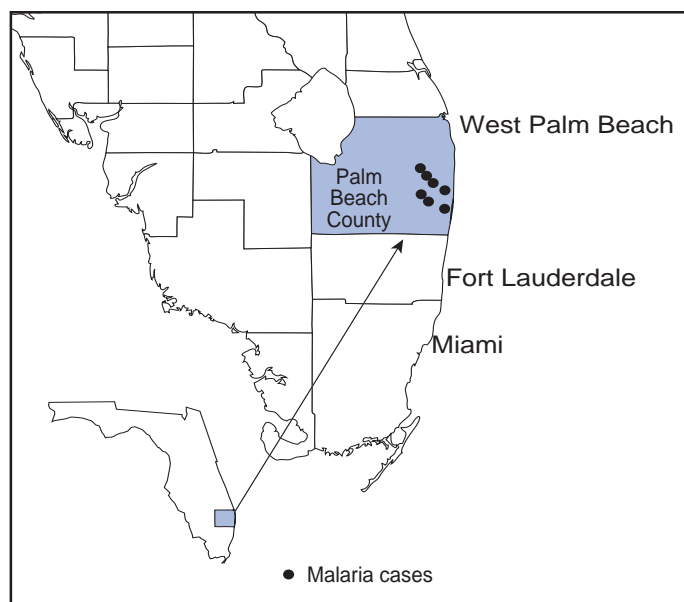 West Palm Beach
Palm
Beach
County
Fort Lauderdale
Miami
Malaria cases